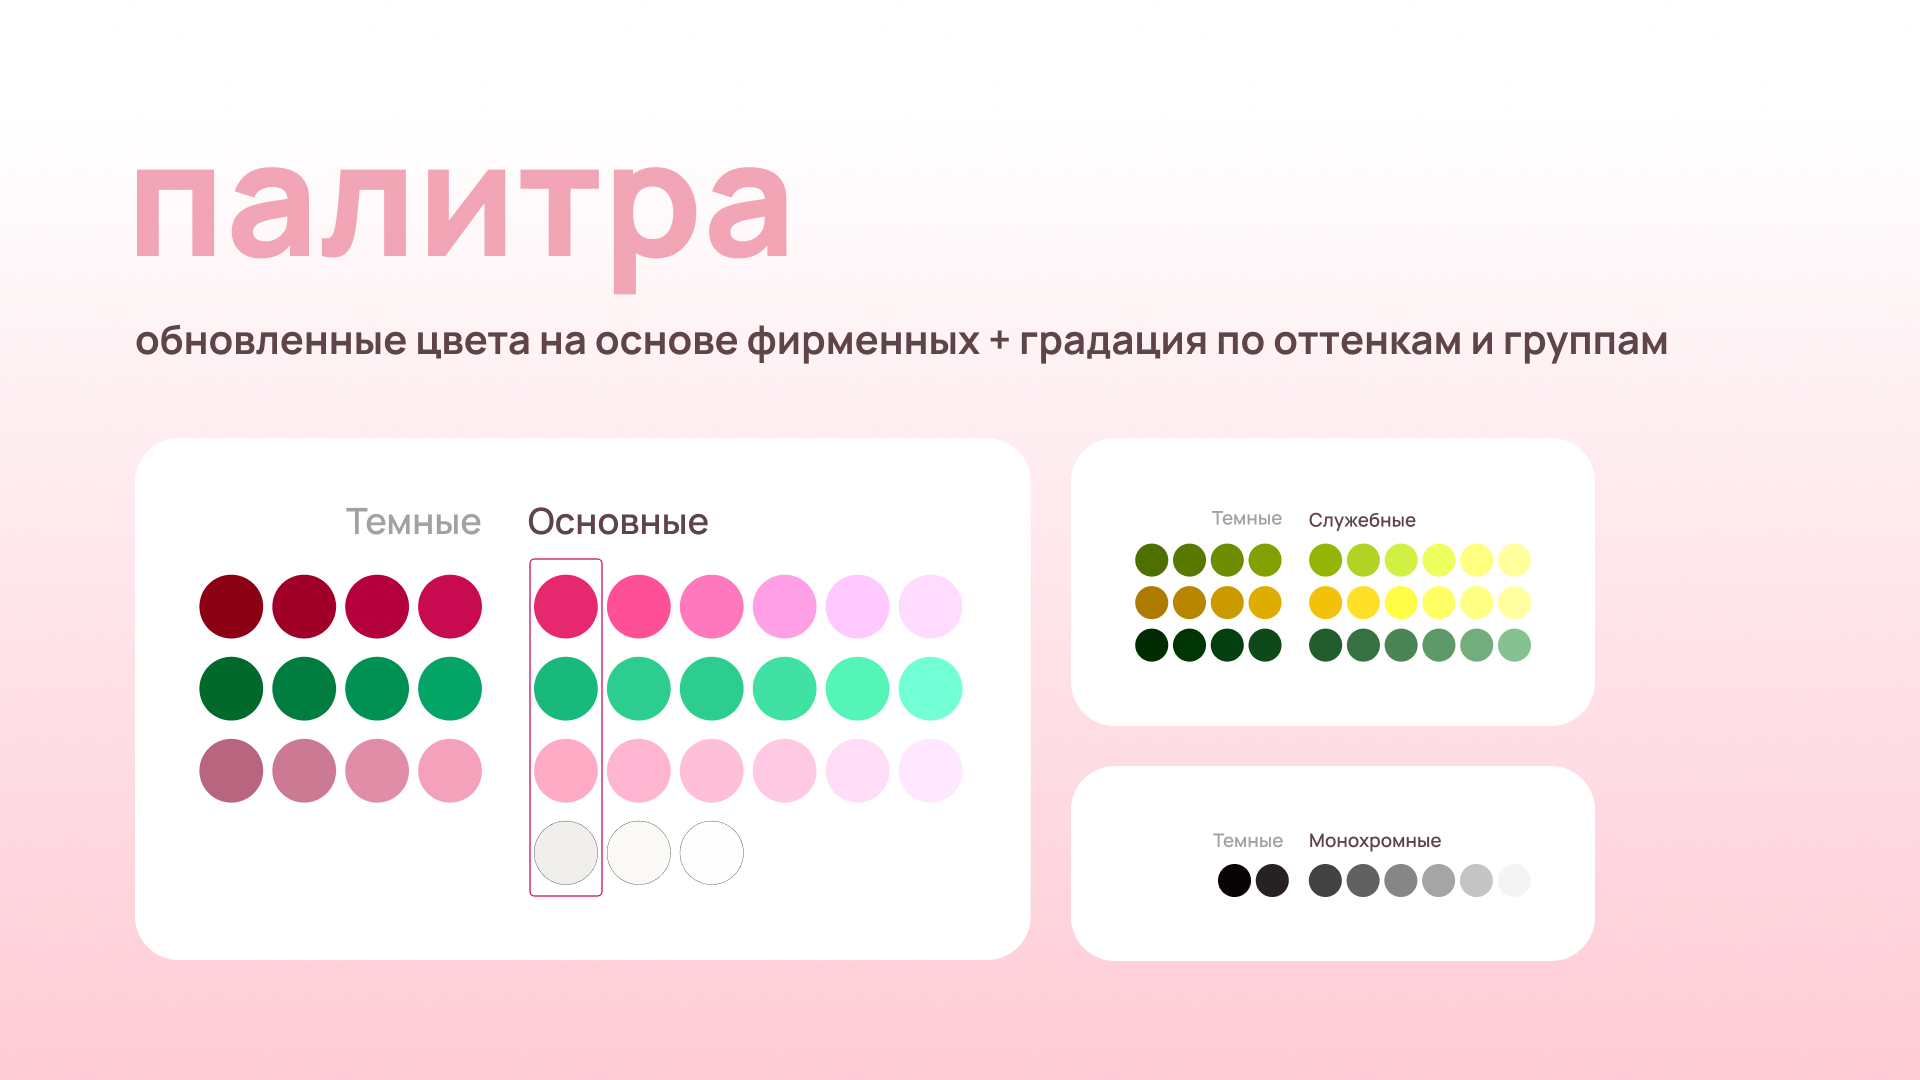 палитра
обновленные цвета на основе фирменных + градация по оттенкам и группам
Темные
Основные
Темные
Служебные
Темные
Монохромные